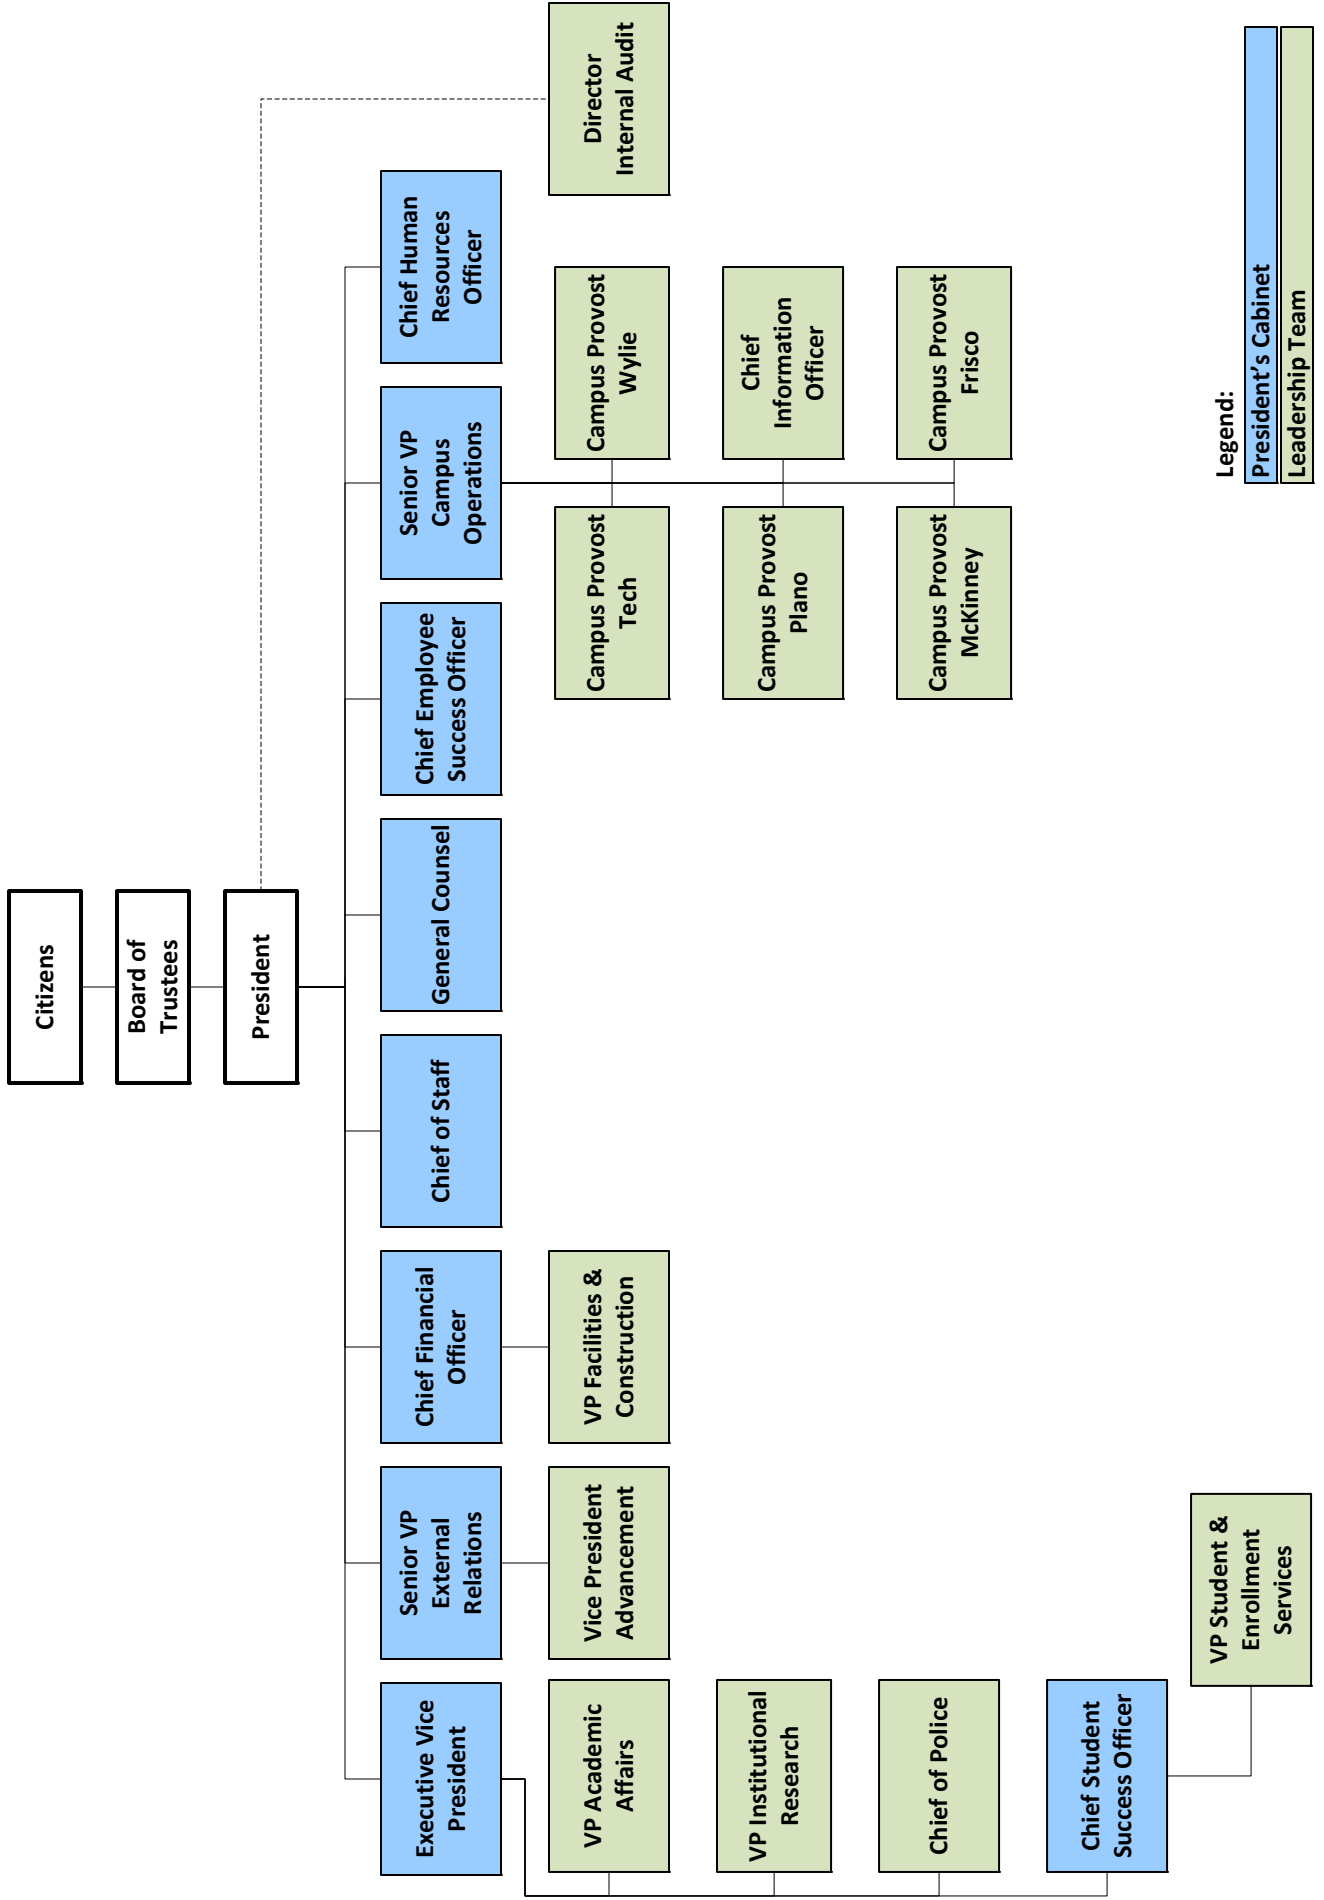 Citizens
Board of
Trustees
President
Executive Vice
President
Senior VP
External
Relations
Chief Financial
Officer
Chief of Staff
General Counsel
Chief Employee
Success Officer
Senior VP
Campus
Operations
Chief Human
Resources
Officer
VP Academic
Affairs
Vice President
Advancement
VP Facilities &
Construction
Campus Provost
Tech
Campus Provost
Wylie
Director
Internal Audit
VP Institutional
Research
Campus Provost
Plano
Chief
Information
Officer
Chief of Police
Campus Provost
McKinney
Campus Provost
Frisco
Chief Student
Success Officer
VP Student &
Enrollment
Services
Legend:
President’s Cabinet
Leadership Team